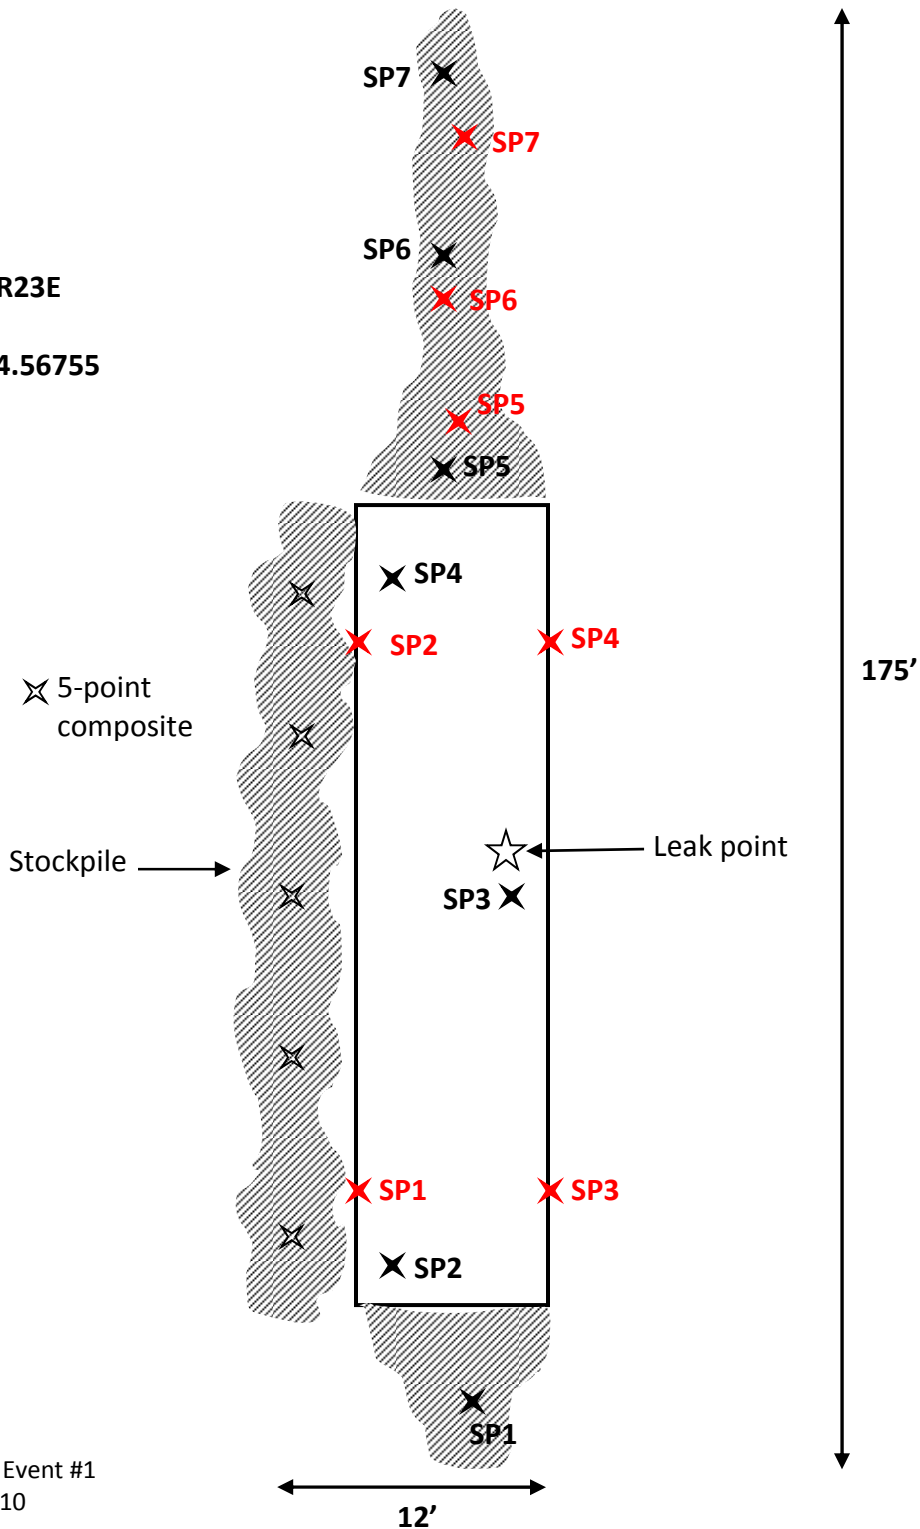 SP7
SP7
SP6
R23E
SP6
4.56755
SP5
SP5
SP4
SP2
SP4
175’
5-point
composite
Leak point
Stockpile
SP3
SP1
SP3
SP2
SP1
Event #1
10
12’